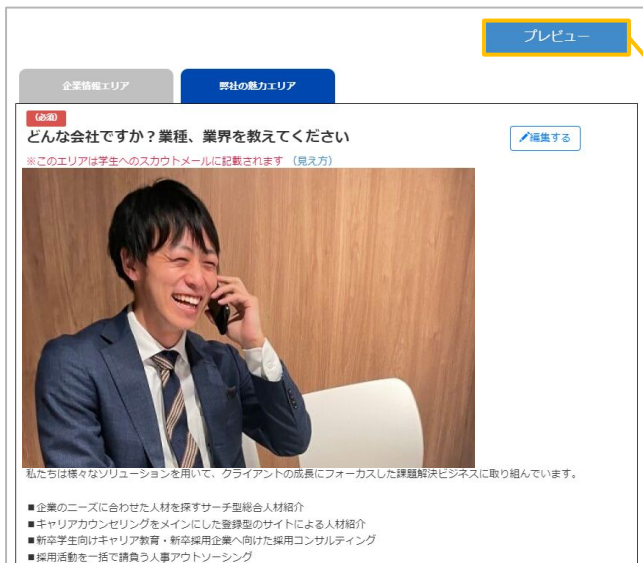 プレビュー
企業情報エリア
弊社の魅力エリア
(必須)
どんな会社ですか？業種、業界を教えてください
編集する
※このエリアは学生へのスカウトメールに記載されます （見え方）
私たちは様々なソリューションを用いて、クライアントの成長にフォーカスした課題解決ビジネスに取り組んでいます。
■企業のニーズに合わせた人材を探すサーチ型総合人材紹介
■キャリアカウンセリングをメインにした登録型のサイトによる人材紹介
■新卒学生向けキャリア教育・新卒採用企業へ向けた採用コンサルティング
■採用活動を一括で請負う人事アウトソーシング